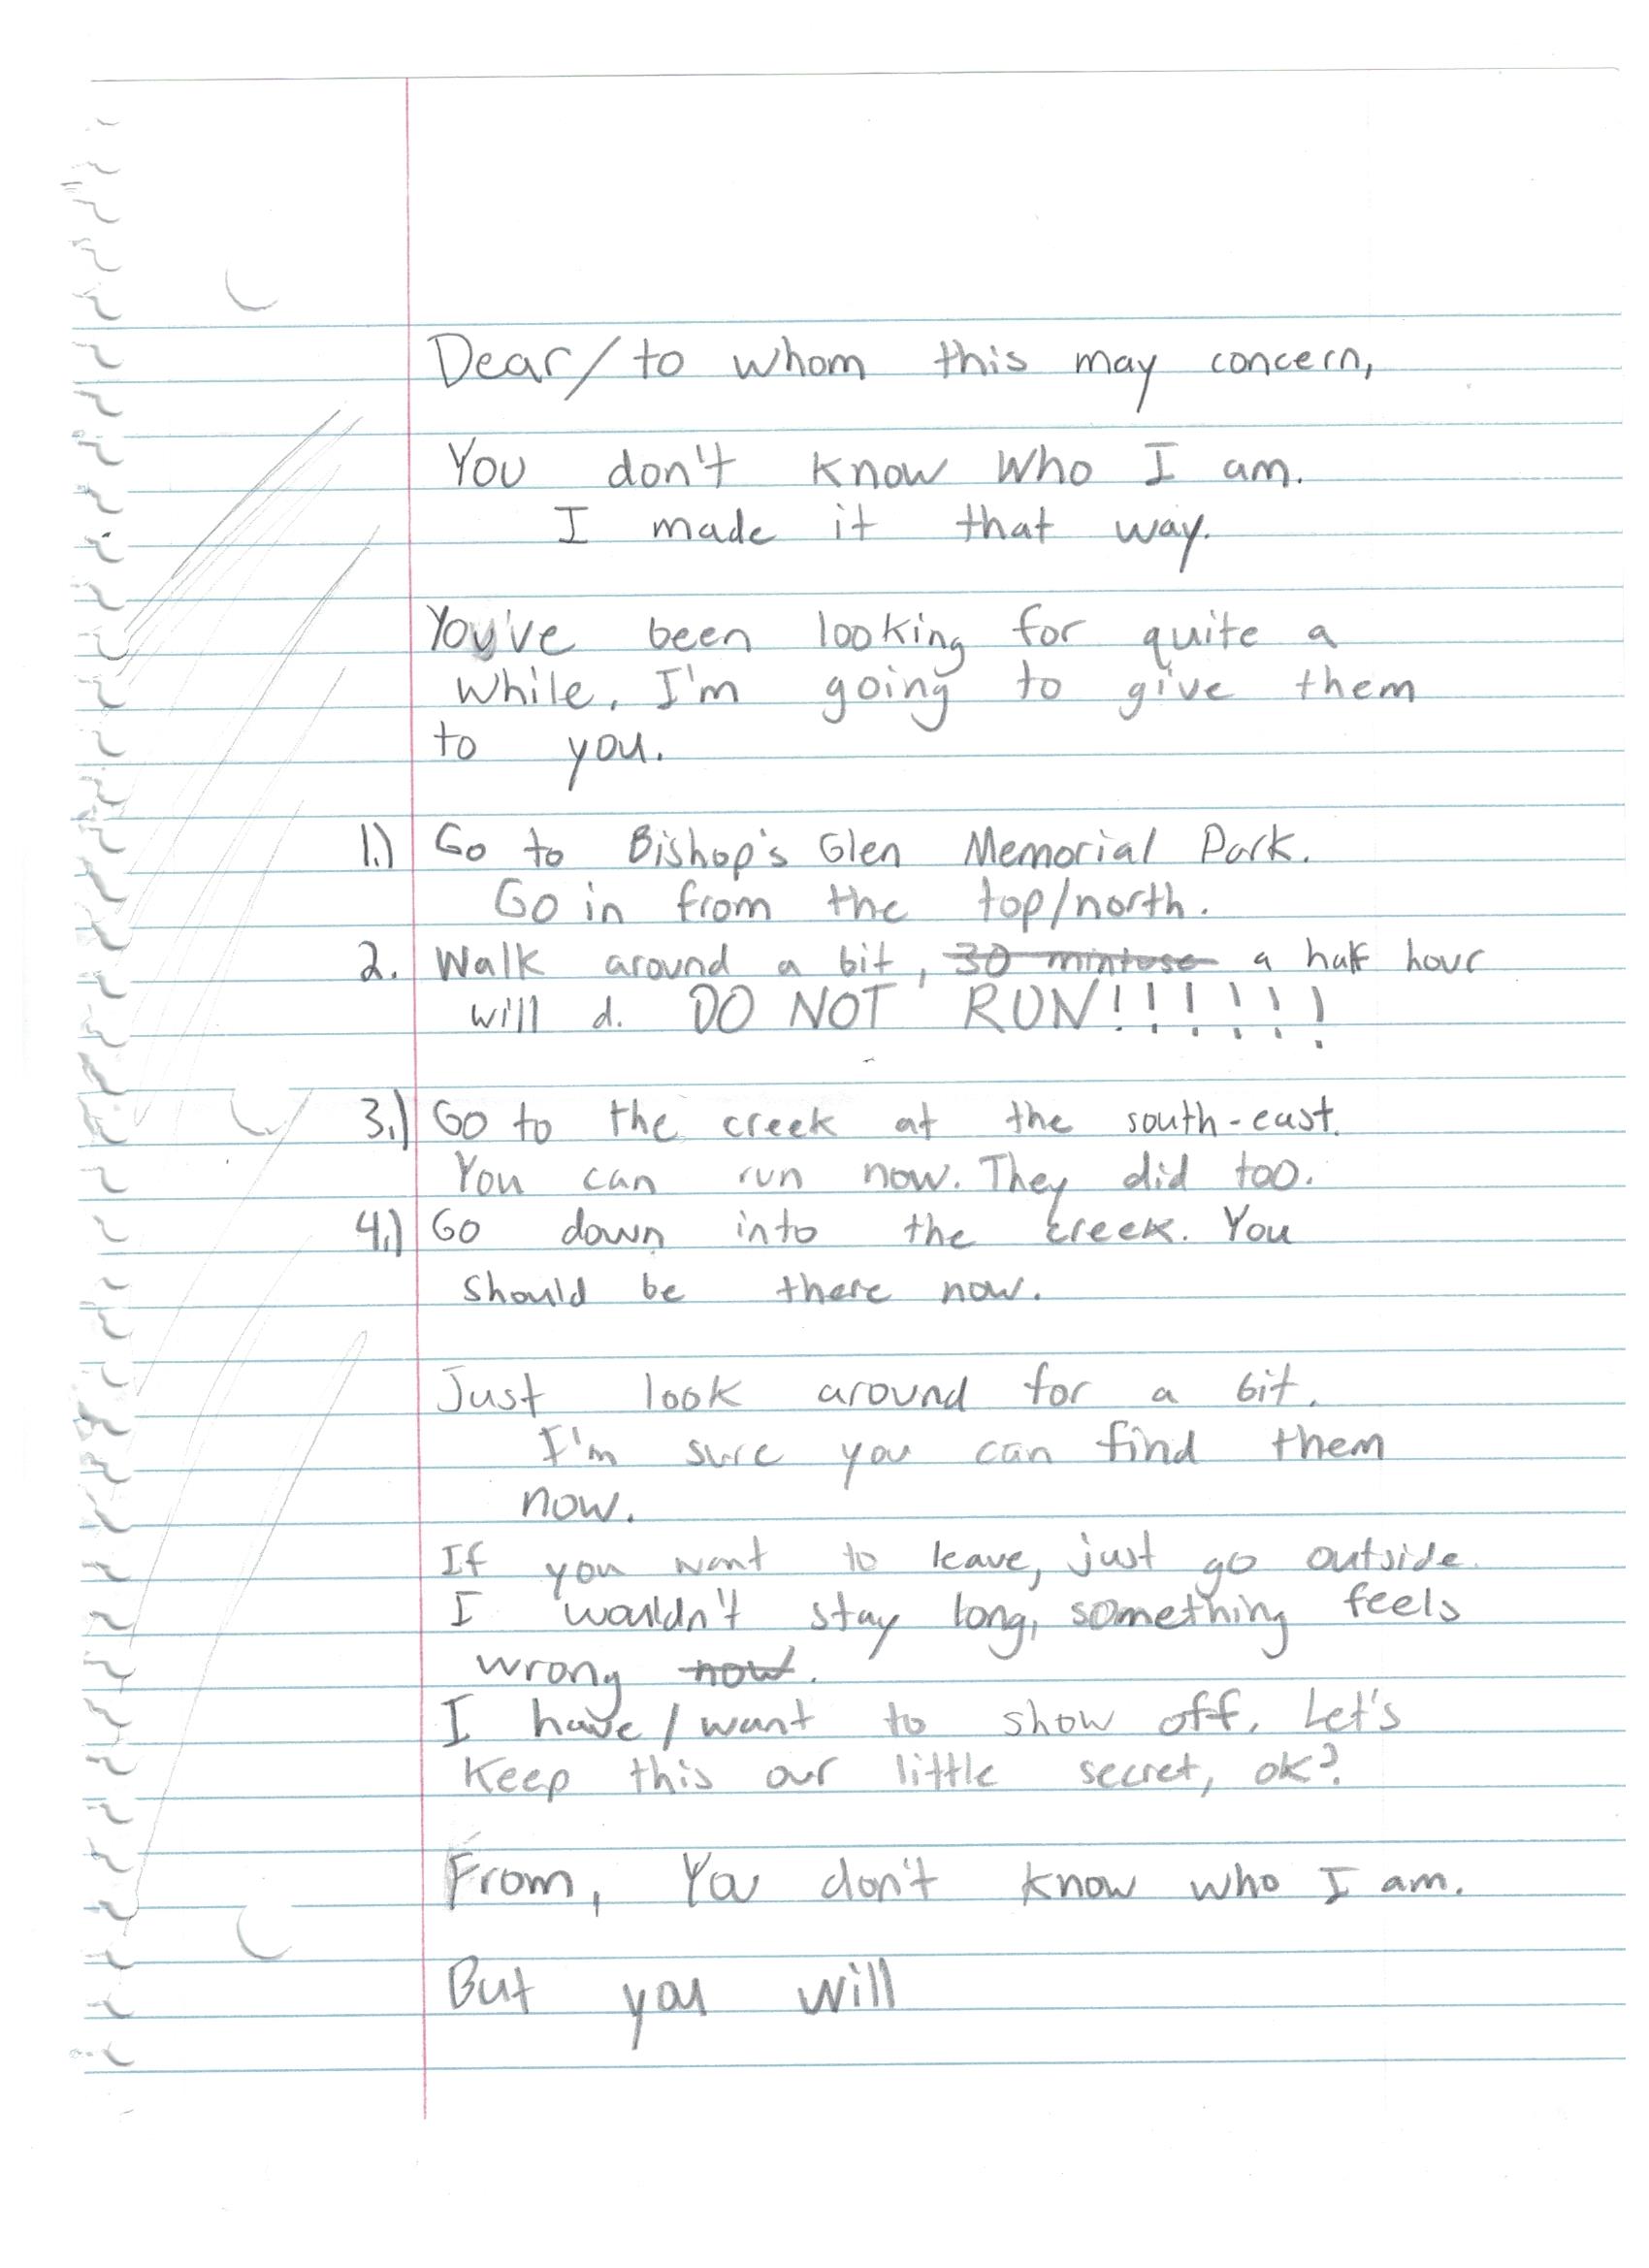 Dear/to whom this may concern,
You don't know who I am.
I made it that way.
You've been looking for quite a
while. I'm going to give them
to you.
1.) Go to Bishop's Glen Memorial Park.
Go in from the top/north.
2. Walk around a bit, 30 mintuse a half hour
will d. DO NOT RUN!!!!!!
3.) Go to the creek at the south-east.
You can run now. They did too.
4.) Go down into the creek. You
should be there now.
Just look around for a bit.
I'm sure you can find them
now.
If you want to leave, just go outside.
I wouldn't stay long, something feels
wrong now.
I have/want to show off. Let's
keep this our little secret, ok?
From, You don't know who I am.
But you will